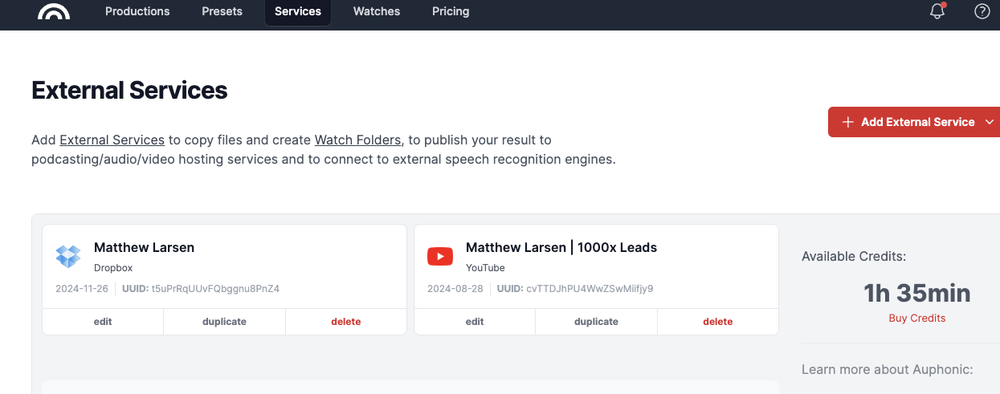 Productions Presets Services Watches Pricing
External Services
Add External Service
Add External Services to copy files and create Watch Folders, to publish your result to
podcasting/audio/video hosting services and to connect to external speech recognition engines.
Matthew Larsen
Dropbox
2024-11-26 UUID: t5uPrRqUUvFQbggnu8PnZ4
edit duplicate delete
Matthew Larsen | 1000x Leads
YouTube
2024-08-28 UUID: cvTTDJhPU4WwZSwMiifjy9
edit duplicate delete
Available Credits:
1h 35min
Buy Credits
Learn more about Auphonic: